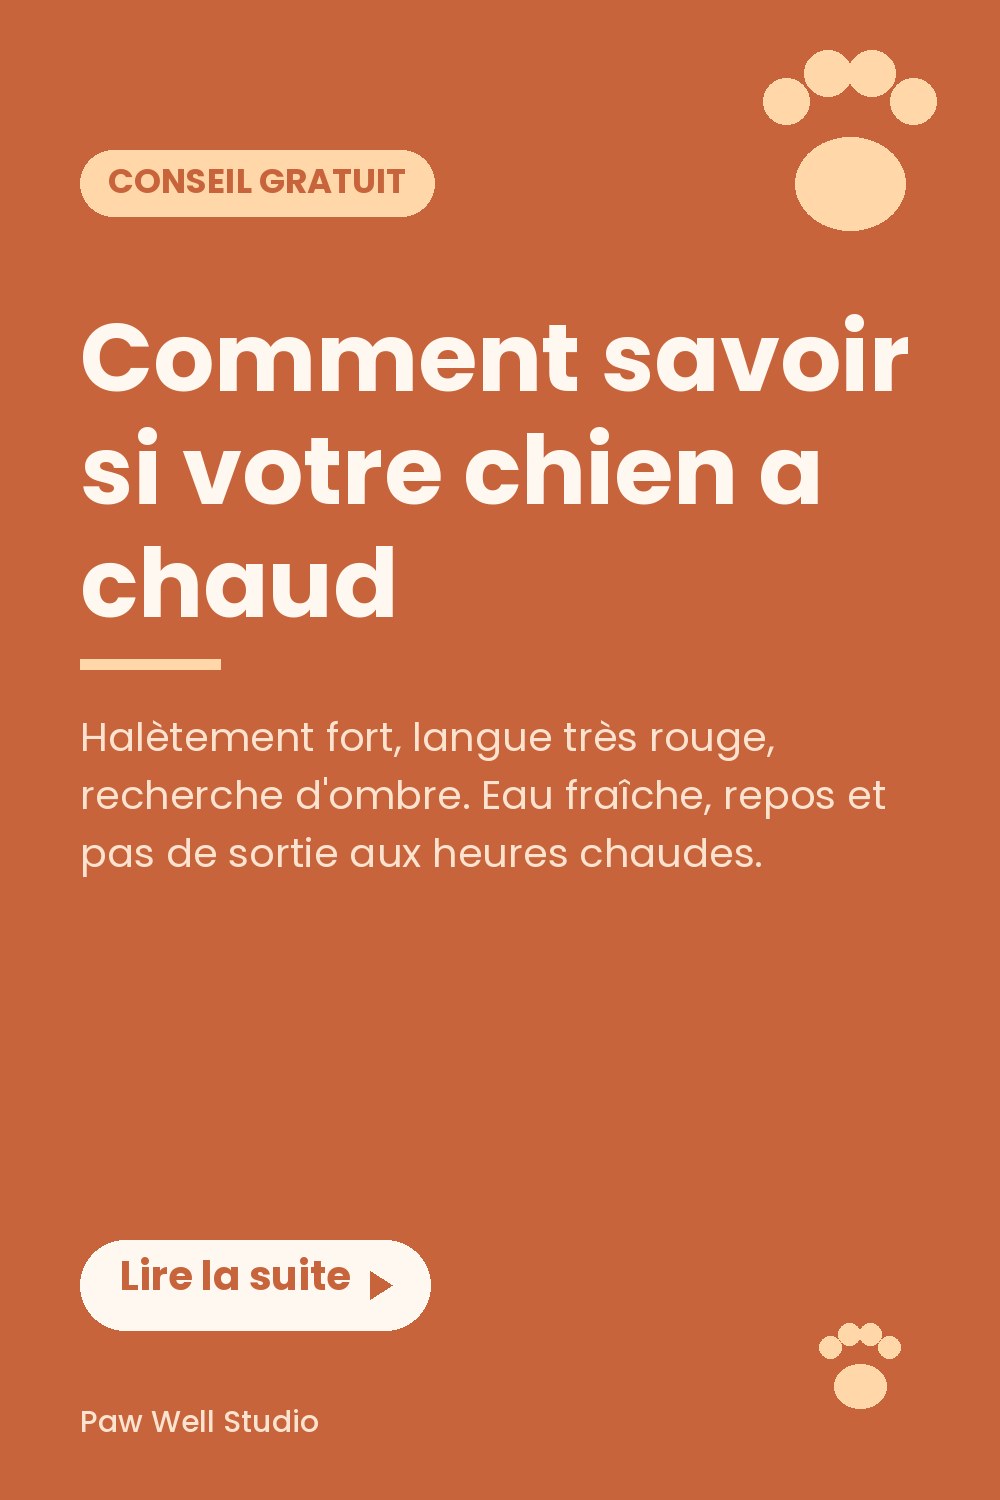 CONSEIL GRATUIT
Comment savoir
si votre chien a
chaud
Halètement fort, langue très rouge,
recherche d'ombre. Eau fraîche, repos et
pas de sortie aux heures chaudes.
Lire la suite
Paw Well Studio